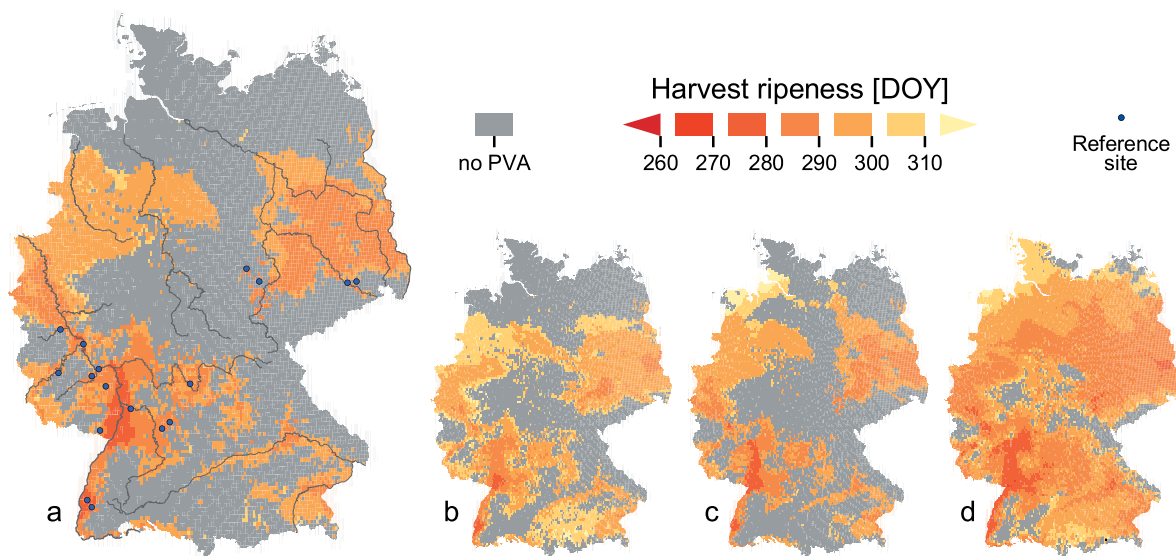 Harvest ripeness [DOY]
no PVA
260 270 280 290 300 310
Reference
site
a
b
c
d